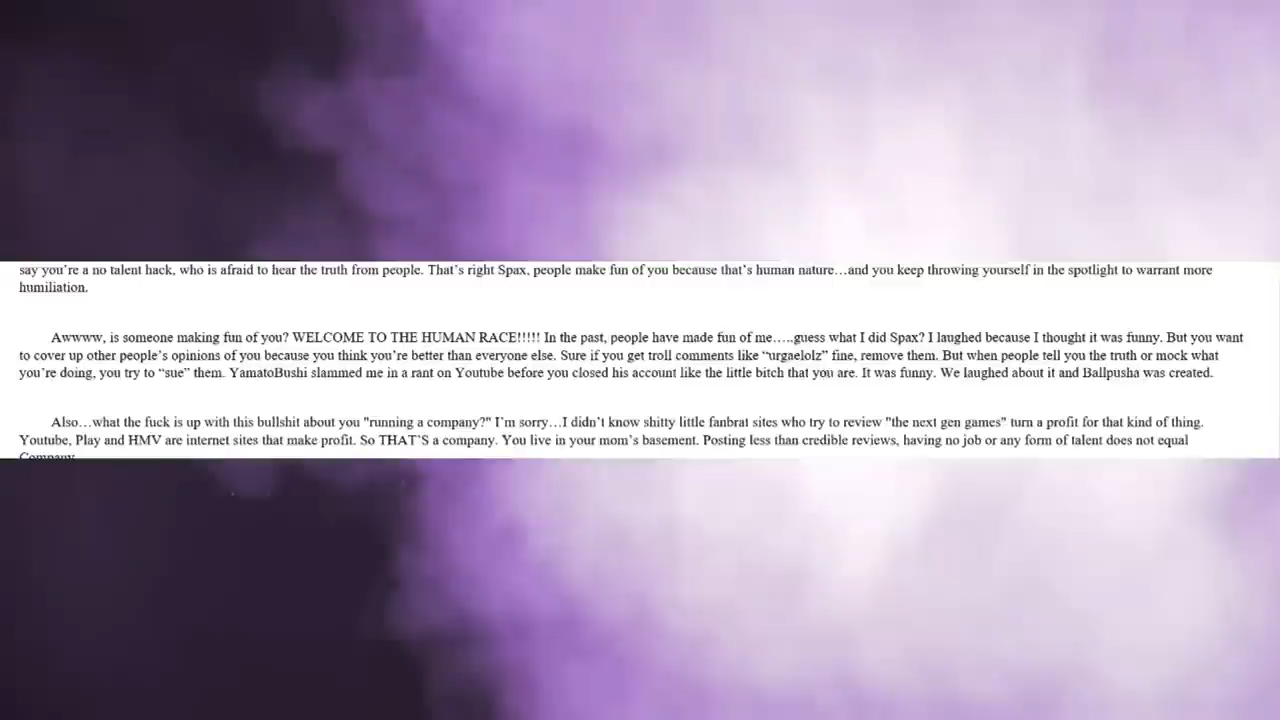 say you’re a no talent hack, who is afraid to hear the truth from people. That’s right Spax, people make fun of you because that’s human nature…and you keep throwing yourself in the spotlight to warrant more
humiliation.
Awwww, is someone making fun of you? WELCOME TO THE HUMAN RACE!!!!! In the past, people have made fun of me…..guess what I did Spax? I laughed because I thought it was funny. But you want
to cover up other people’s opinions of you because you think you’re better than everyone else. Sure if you get troll comments like “urgaelolz” fine, remove them. But when people tell you the truth or mock what
you’re doing, you try to “sue” them. YamatoBushi slammed me in a rant on Youtube before you closed his account like the little bitch that you are. It was funny. We laughed about it and Ballpusha was created.
Also…what the fuck is up with this bullshit about you "running a company?" I’m sorry…I didn’t know shitty little fanbrat sites who try to review "the next gen games" turn a profit for that kind of thing.
Youtube, Play and HMV are internet sites that make profit. So THAT’S a company. You live in your mom’s basement. Posting less than credible reviews, having no job or any form of talent does not equal
Company